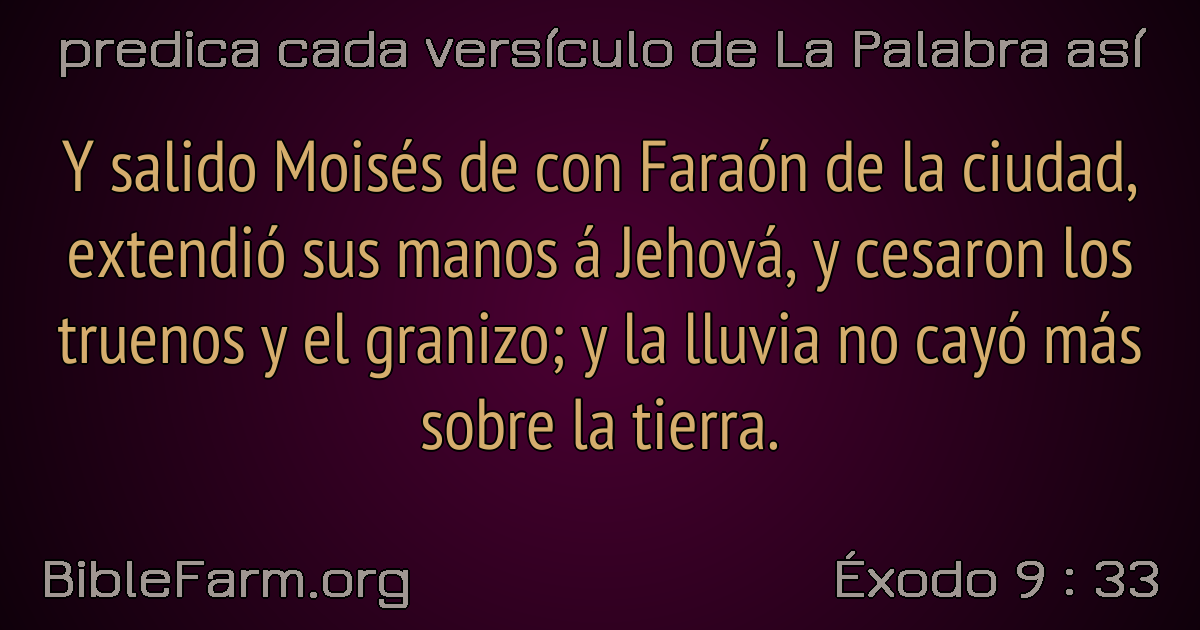 predica cada versículo de La Palabra así
Y salido Moisés de con Faraón de la ciudad,
extendió sus manos á Jehová, y cesaron los
truenos y el granizo; y la lluvia no cayó más
sobre la tierra.
BibleFarm.org
Éxodo 9 : 33